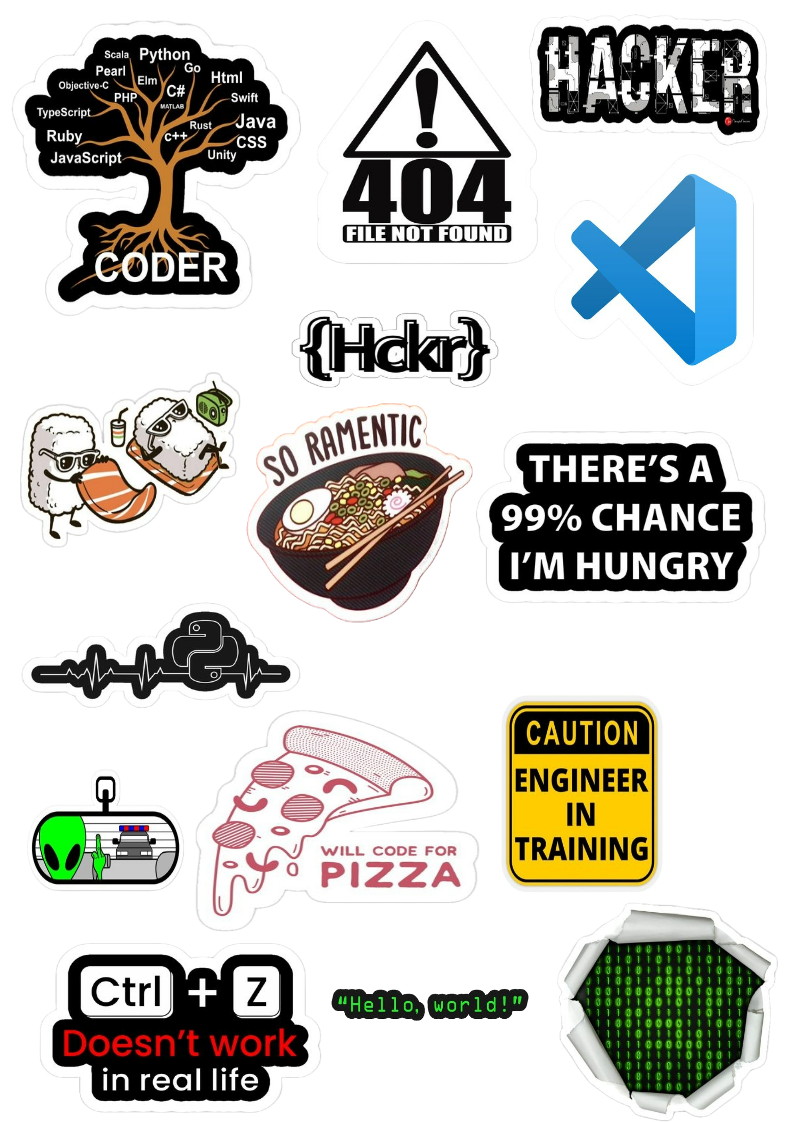 Scala
Python
Go
Pearl
Elm
Html
Objective-C
C#
PHP
MATLAB
Swift
TypeScript
Rust
Java
Ruby
c++
CSS
JavaScript
Unity
CODER
!
404
FILE NOT FOUND
HACKER
{Hckr}
SO RAMENTIC
THERE'S A
99% CHANCE
I'M HUNGRY
CAUTION
ENGINEER
IN
TRAINING
WILL CODE FOR
PIZZA
Ctrl + Z
Doesn't work
in real life
“Hello, world!”